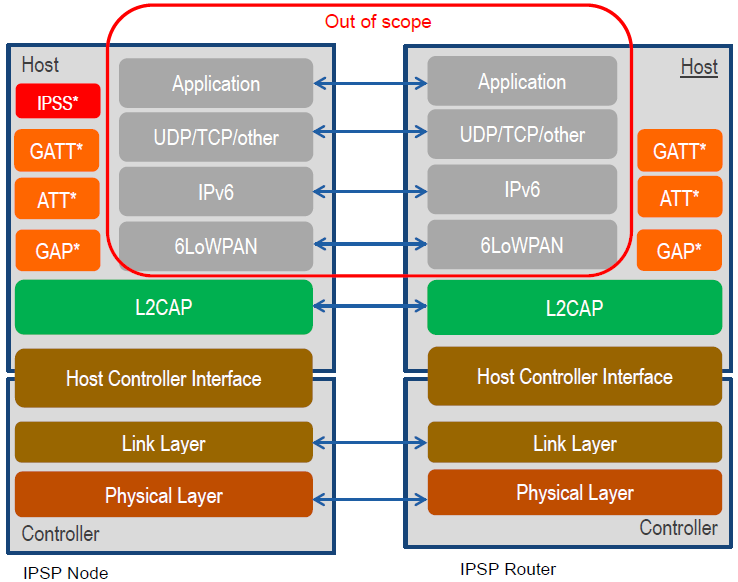 Out of scope
Host
IPSS*
GATT*
ATT*
GAP*
Application
UDP/TCP/other
IPv6
6LoWPAN
L2CAP
Host Controller Interface
Link Layer
Physical Layer
Controller
IPSP Node
Host
Application
UDP/TCP/other
IPv6
6LoWPAN
GATT*
ATT*
GAP*
L2CAP
Host Controller Interface
Link Layer
Physical Layer
Controller
IPSP Router